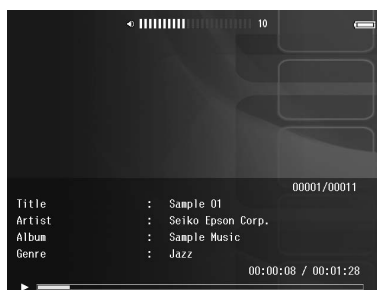 10
00001/00011
Title : Sample 01
Artist : Seiko Epson Corp.
Album : Sample Music
Genre : Jazz
00:00:08 / 00:01:28